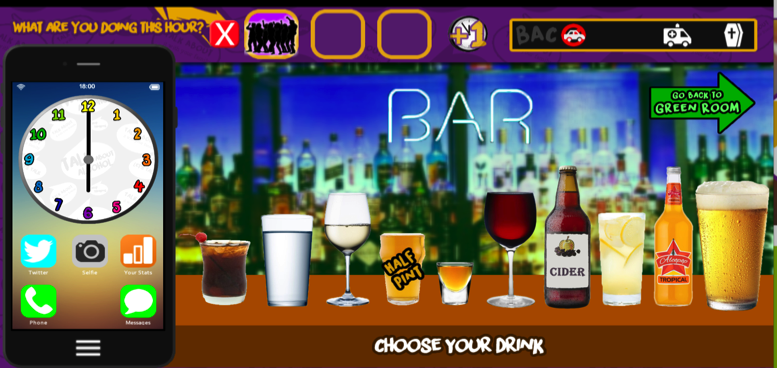 WHAT ARE YOU DOING THIS HOUR?
X
+1
BAC
18:00
12
11
1
10
2
9
3
8
4
7
5
6
BAR
GO BACK TO
GREEN ROOM
Twitter
Selfie
Your Stats
Phone
Messages
HALF
PINT
CIDER
TROPICAL
CHOOSE YOUR DRINK